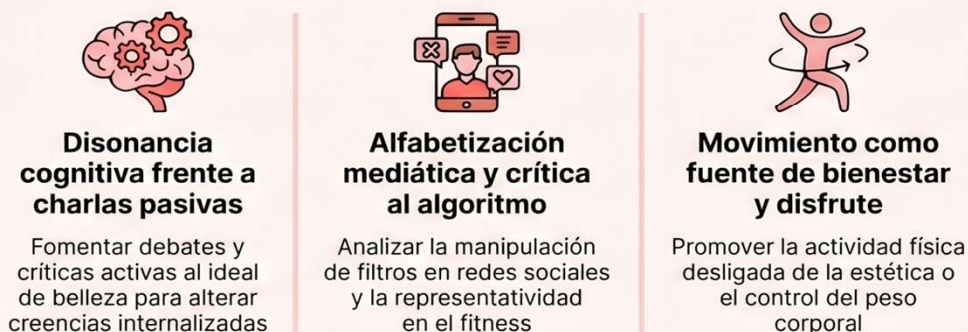 Disonancia
cognitiva frente a
charlas pasivas
Fomentar debates y
críticas activas al ideal
de belleza para alterar
creencias internalizadas
Alfabetización
mediática y crítica
al algoritmo
Analizar la manipulación
de filtros en redes sociales
y la representatividad
en el fitness
Movimiento como
fuente de bienestar
y disfrute
Promover la actividad física
desligada de la estética o
el control del peso
corporal